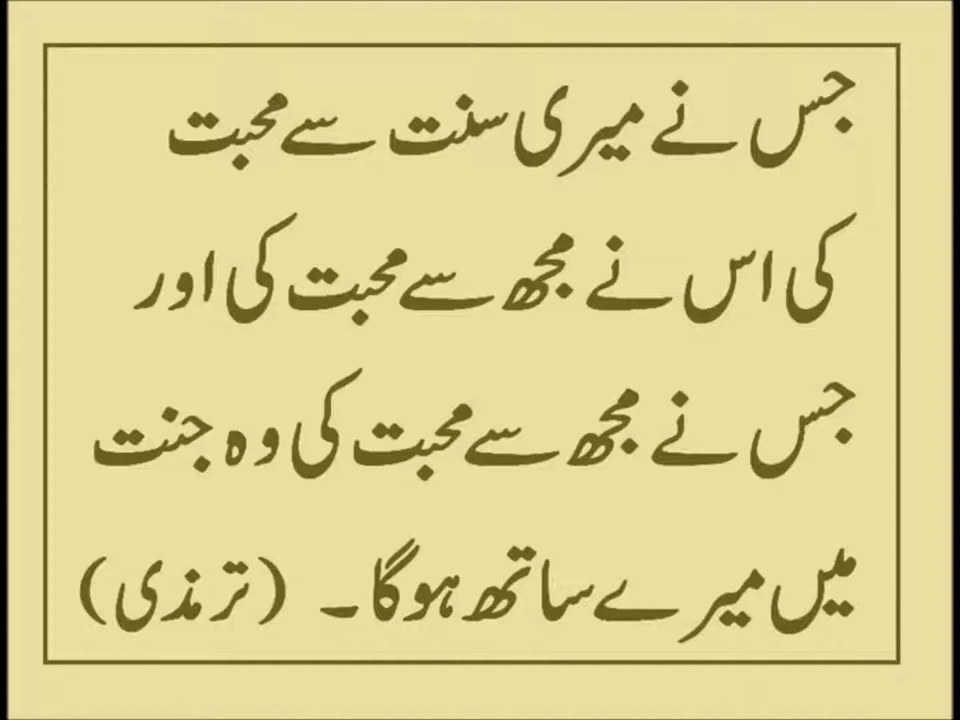 جس نے میری سنت سے محبت
کی اس نے مجھ سے محبت کی اور
جس نے مجھ سے محبت کی وہ جنت
میں میرے ساتھ ہوگا۔ (ترمذی)